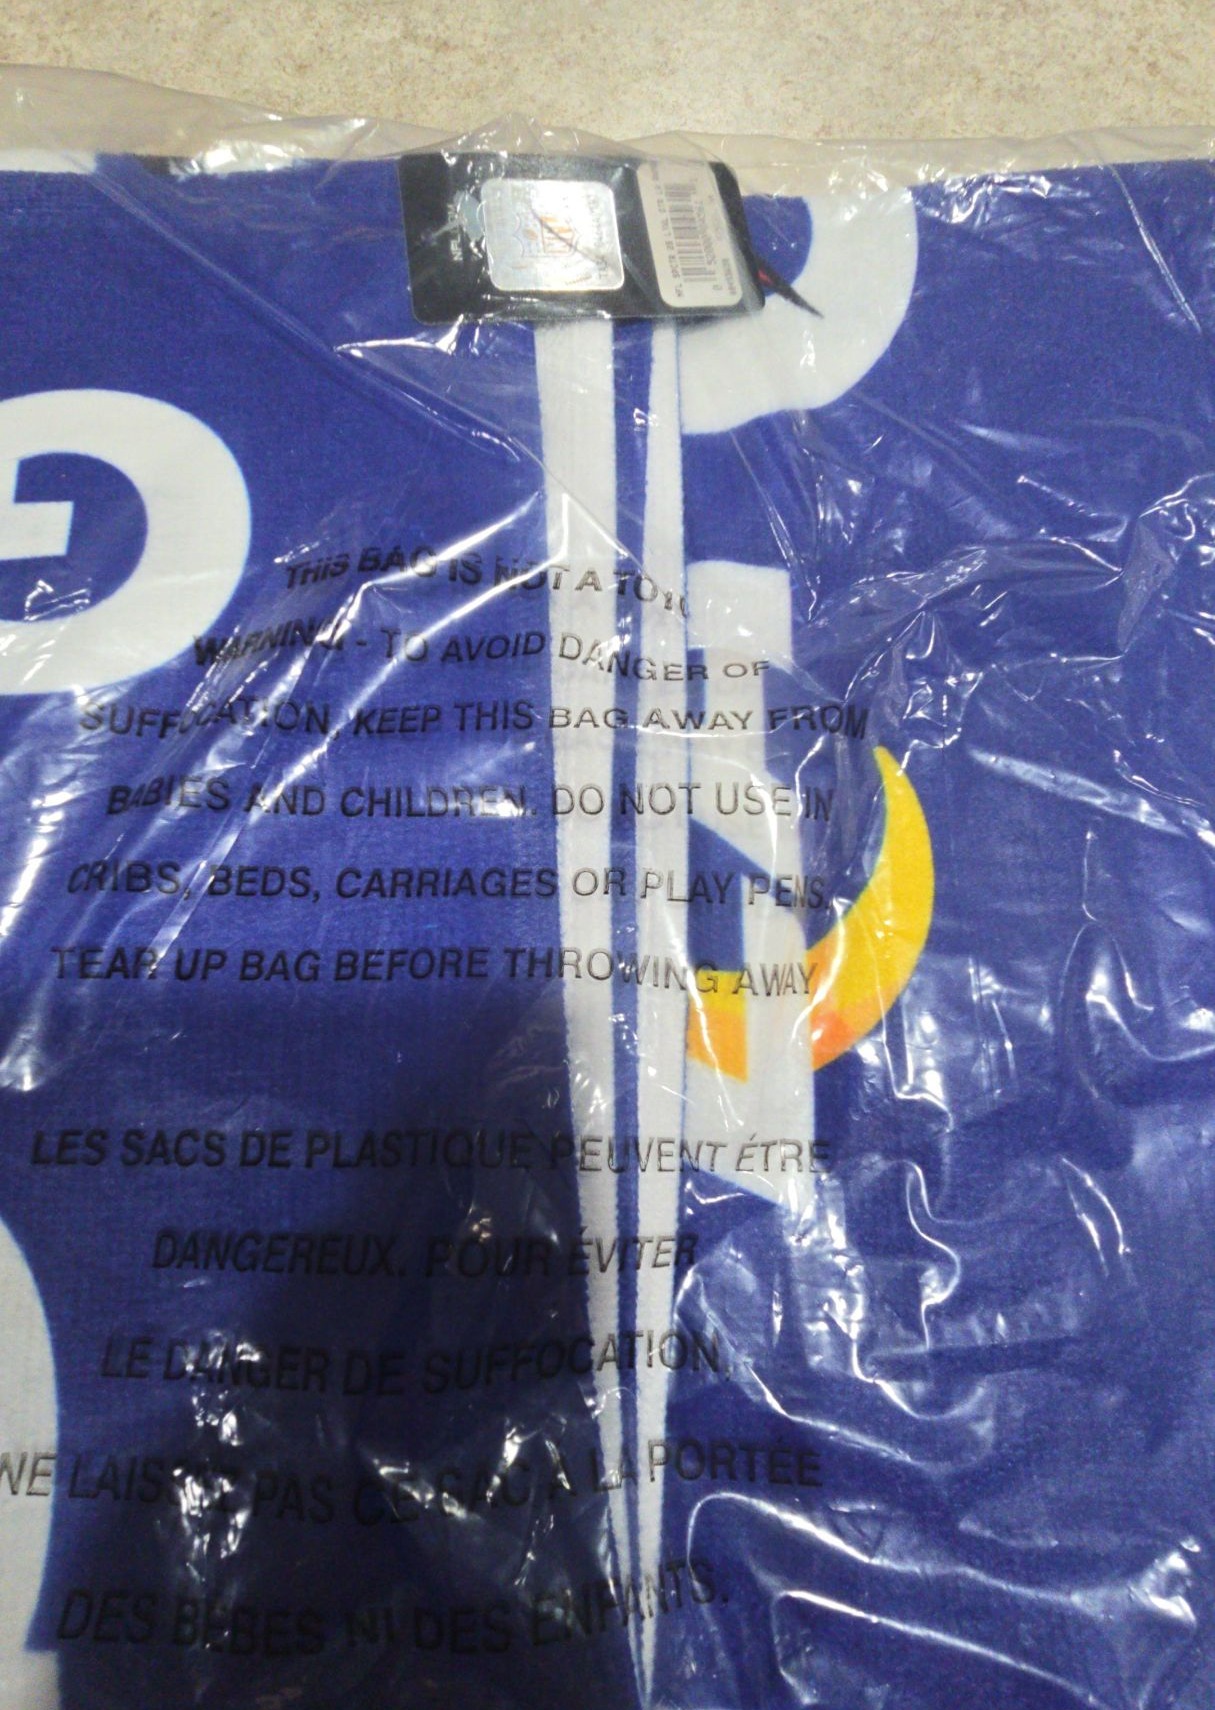 NFL
THIS BAG IS NOT A TOY!
WARNING - TO AVOID DANGER OF
SUFFOCATION, KEEP THIS BAG AWAY FROM
BABIES AND CHILDREN. DO NOT USE IN
CRIBS, BEDS, CARRIAGES OR PLAY PENS.
TEAR UP BAG BEFORE THROWING AWAY
LES SACS DE PLASTIQUE PEUVENT ÉTRE
DANGEREUX. POUR ÉVITER
LE DANGER DE SUFFOCATION,
NE LAISSEZ PAS CE SAC À LA PORTÉE
DES BÉBES NI DES ENFANTS.